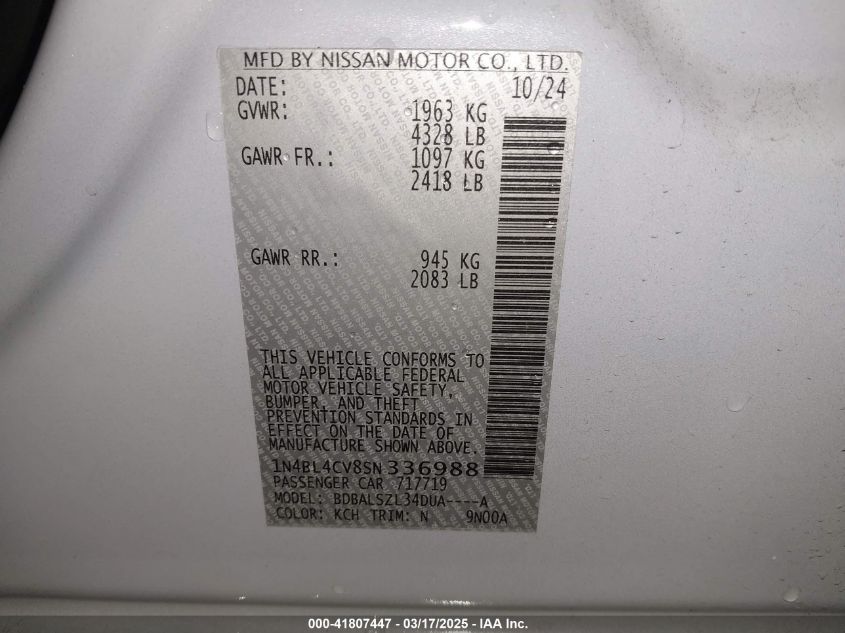 MFD BY NISSAN MOTOR CO., LTD.
DATE: 10/24
GVWR: 1963 KG
4328 LB
GAWR FR.: 1097 KG
2418 LB
GAWR RR.: 945 KG
2083 LB
THIS VEHICLE CONFORMS TO
ALL APPLICABLE FEDERAL
MOTOR VEHICLE SAFETY,
BUMPER, AND THEFT
PREVENTION STANDARDS IN
EFFECT ON THE DATE OF
MANUFACTURE SHOWN ABOVE.
1N4BL4CV8SN336988
PASSENGER CAR 717719
MODEL: BDBALSZL34DUA----A
COLOR: KCH TRIM: N 9N00A
000-41807447 — 03/17/2025 — IAA Inc.